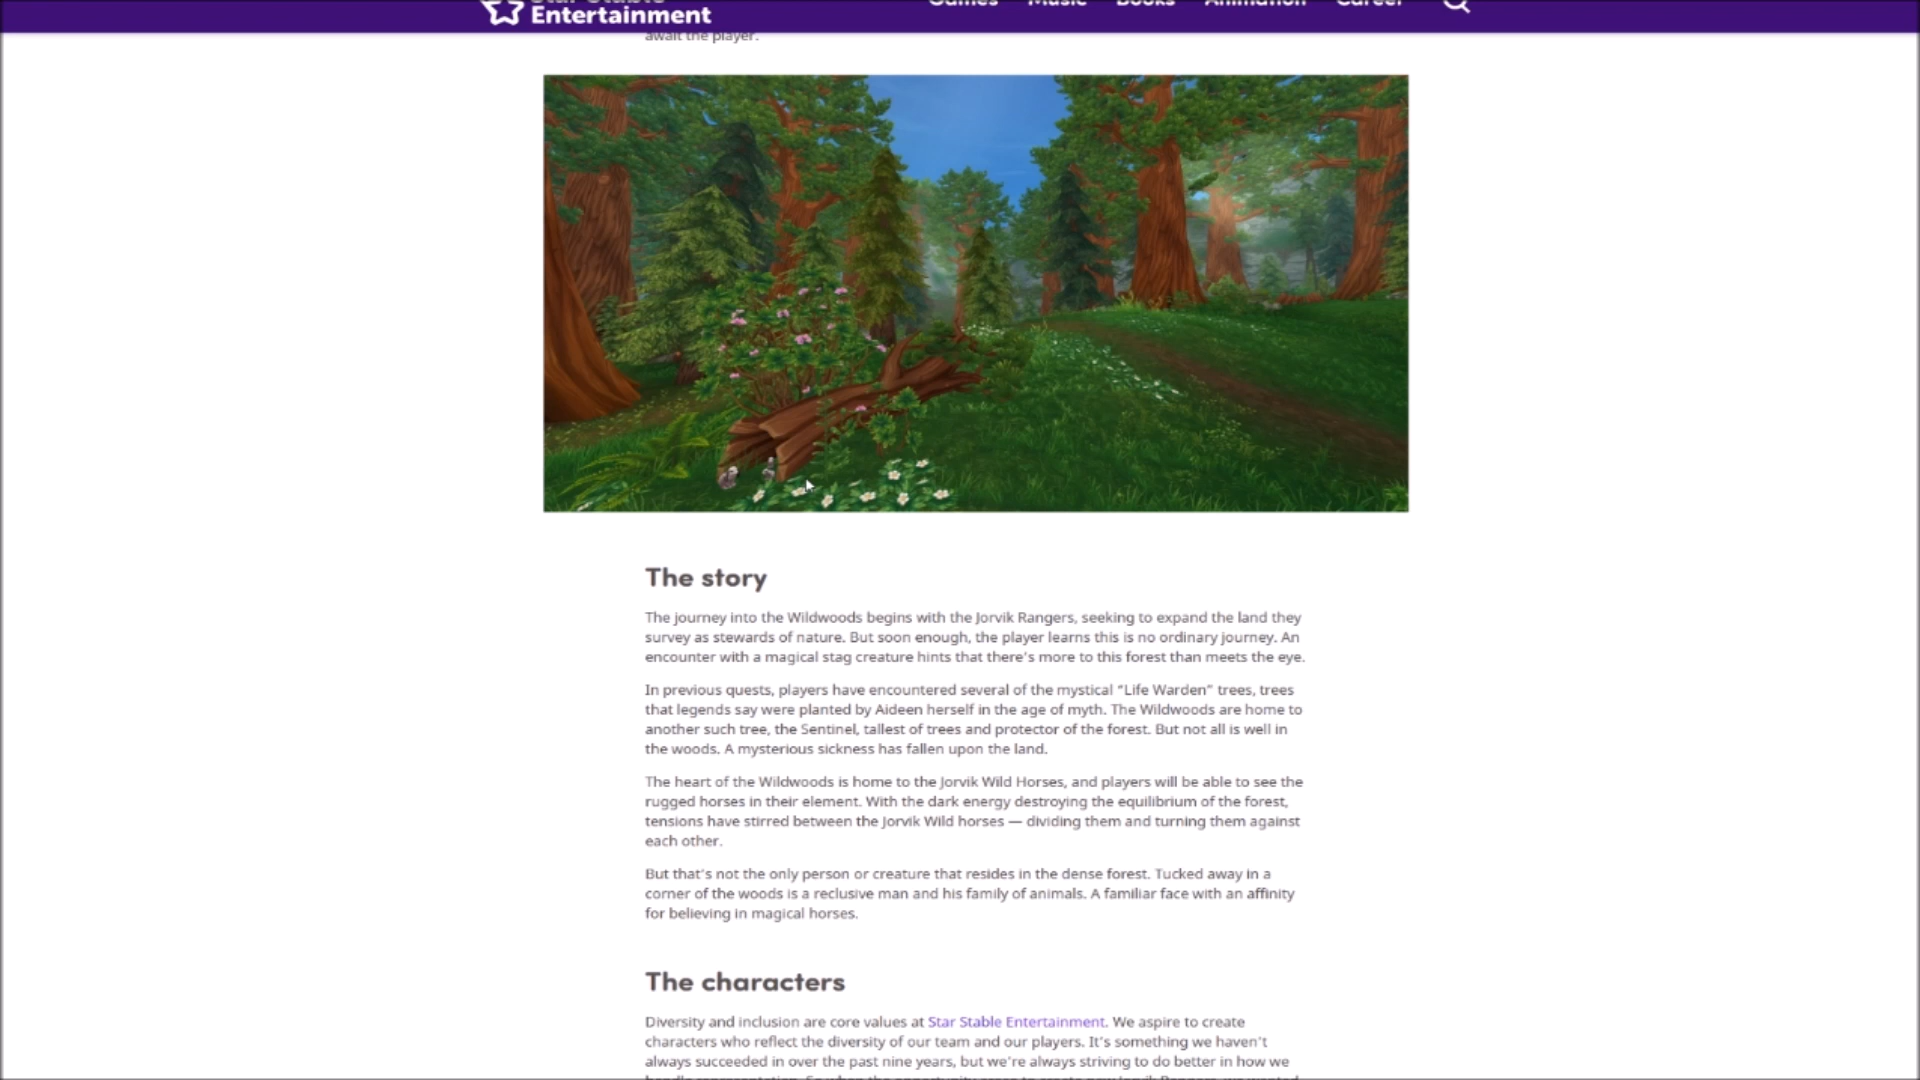 Entertainment
Games Music Books Animation Career
await the player.
The story
The journey into the Wildwoods begins with the Jorvik Rangers, seeking to expand the land they
survey as stewards of nature. But soon enough, the player learns this is no ordinary journey. An
encounter with a magical stag creature hints that there's more to this forest than meets the eye.
In previous quests, players have encountered several of the mystical “Life Warden” trees, trees
that legends say were planted by Aideen herself in the age of myth. The Wildwoods are home to
another such tree, the Sentinel, tallest of trees and protector of the forest. But not all is well in
the woods. A mysterious sickness has fallen upon the land.
The heart of the Wildwoods is home to the Jorvik Wild Horses, and players will be able to see the
rugged horses in their element. With the dark energy destroying the equilibrium of the forest,
tensions have stirred between the Jorvik Wild horses — dividing them and turning them against
each other.
But that's not the only person or creature that resides in the dense forest. Tucked away in a
corner of the woods is a reclusive man and his family of animals. A familiar face with an affinity
for believing in magical horses.
The characters
Diversity and inclusion are core values at Star Stable Entertainment. We aspire to create
characters who reflect the diversity of our team and our players. It's something we haven't
always succeeded in over the past nine years, but we're always striving to do better in how we